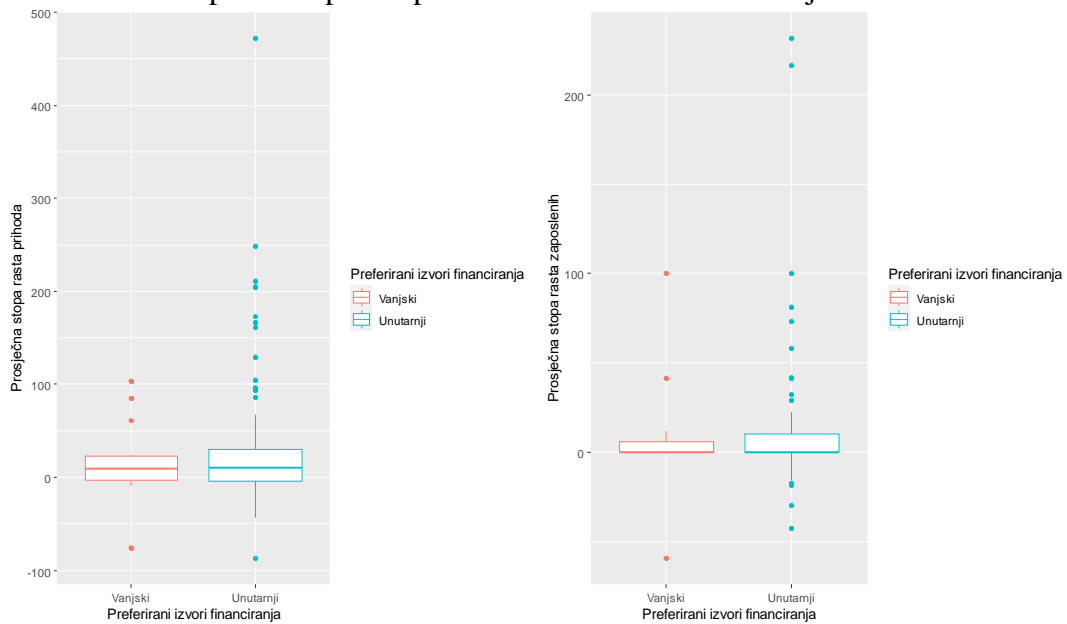 500
400
300
200
100
0
-100
Prosječna stopa rasta prihoda
Vanjski
Unutarnji
Preferirani izvori financiranja
Preferirani izvori financiranja
Vanjski
Unutarnji
200
100
0
Prosječna stopa rasta zaposlenih
Vanjski
Unutarnji
Preferirani izvori financiranja
Preferirani izvori financiranja
Vanjski
Unutarnji